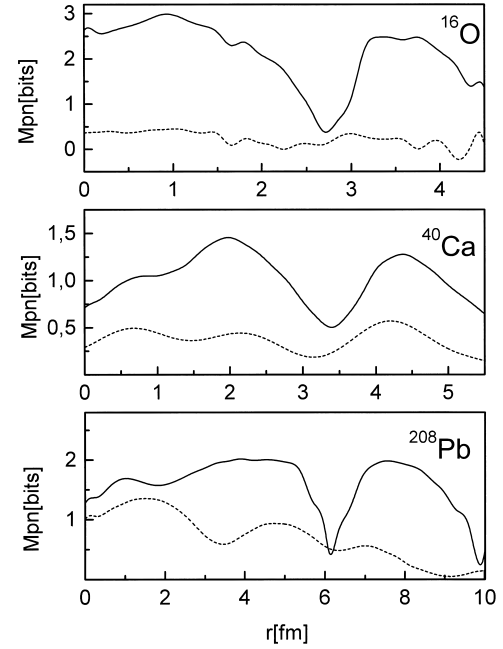 3
2
1
0
Mpn[bits]
¹⁶O
0 1 2 3 4
1,5
1,0
0,5
Mpn[bits]
⁴⁰Ca
0 1 2 3 4 5
2
1
Mpn[bits]
²⁰⁸Pb
0 2 4 6 8 10
r[fm]